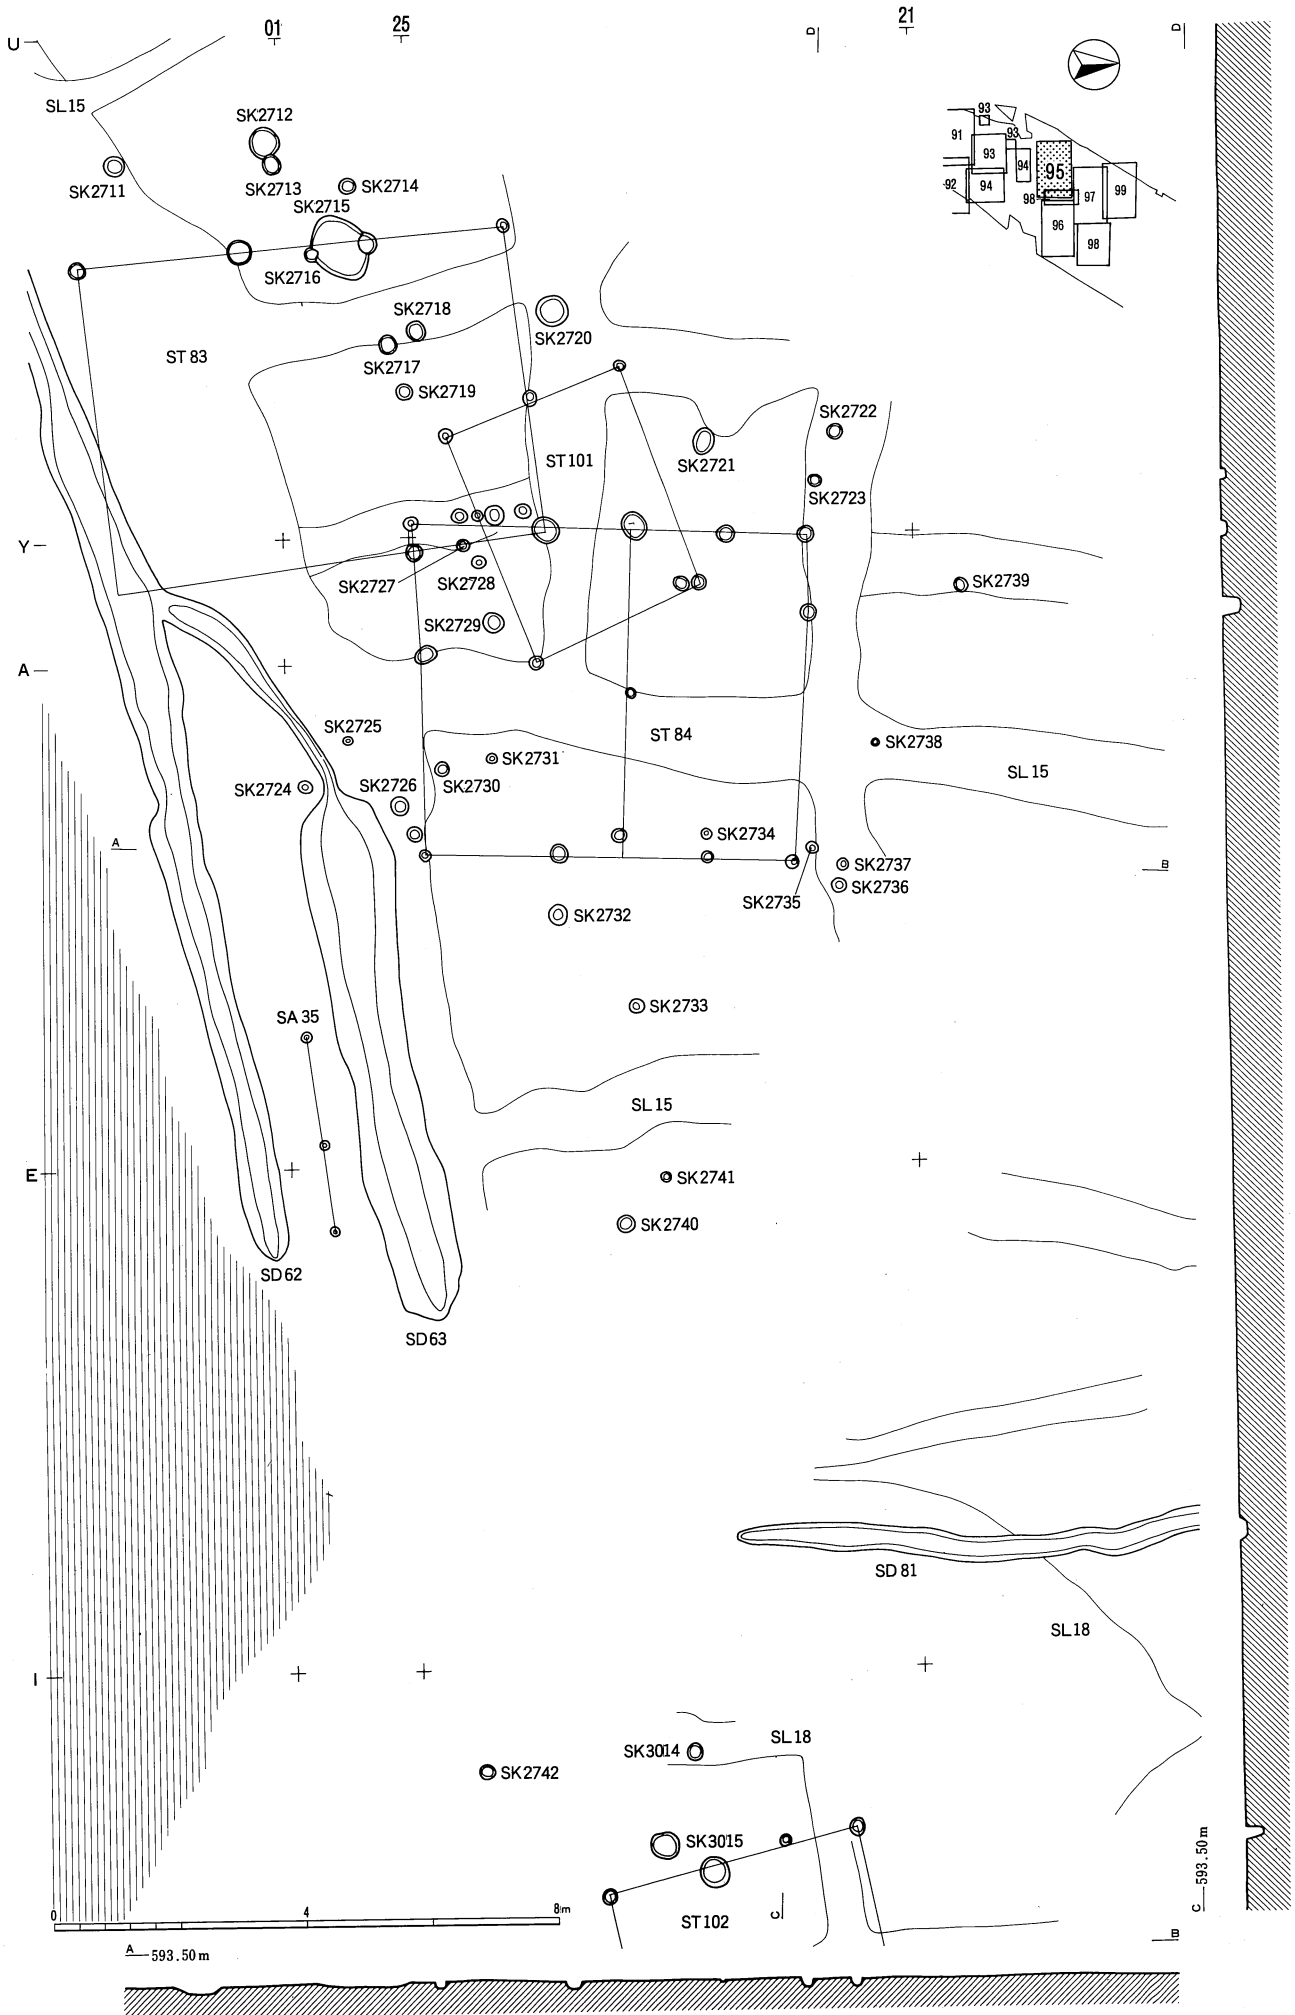 01
25
21
U
D
D
SL15
SK2712
SK2711
SK2713
SK2714
SK2715
SK2716
93
91
93
93
94
95
92
94
98
97
99
96
98
ST83
SK2718
SK2717
SK2720
SK2719
SK2722
ST101
SK2721
SK2723
Y
SK2727
SK2728
SK2739
SK2729
A
SK2725
ST84
SK2738
SK2731
SL15
SK2724
SK2726
SK2730
SK2734
A
SK2737
B
SK2735
SK2736
SK2732
SK2733
SA35
SL15
E
SK2741
SK2740
SD62
SD63
SD81
SL18
I
SL18
SK3014
SK2742
SK3015
C
C
593.50m
0
4
8m
ST102
B
A
593.50m